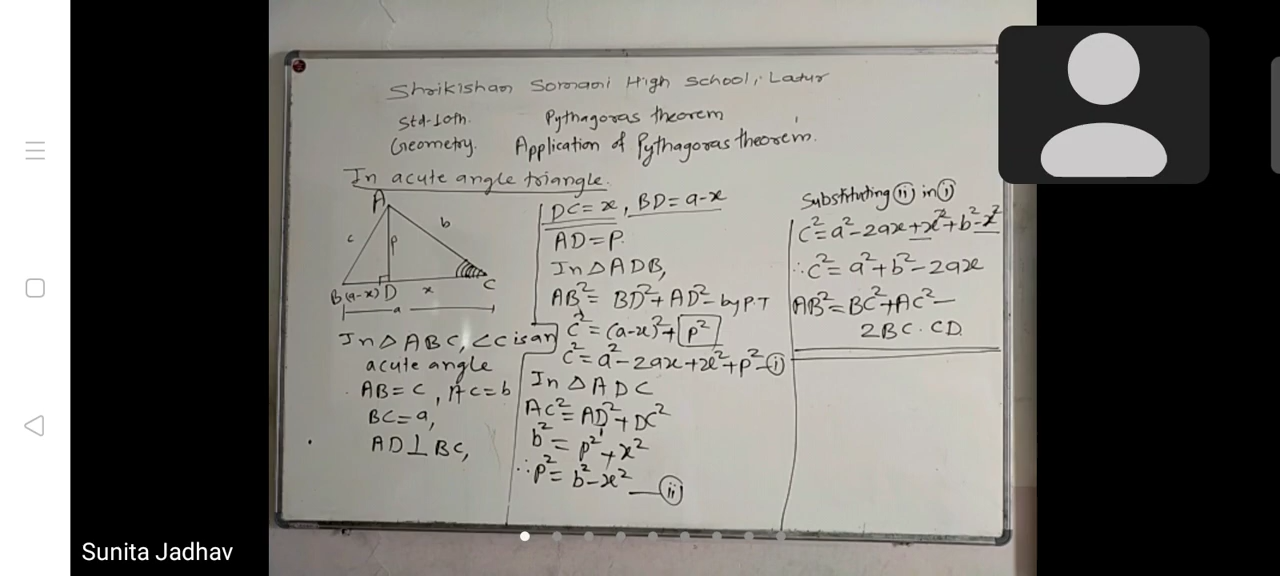 Shrikishan Somani High School, Latur
Std-10th. Pythagoras theorem
Geometry. Application of Pythagoras theorem.
In acute angle triangle.
A
c
b
p
B (a-x) D x C
a
In △ABC, ∠C is an
acute angle
AB = c, AC = b
BC = a,
AD ⊥ BC,
DC = x, BD = a-x
AD = P.
In △ADB,
AB² = BD² + AD² - by P.T
c² = (a-x)² + p²
c² = a² - 2ax + x² + p² - (i)
In △ADC
AC² = AD² + DC²
b² = p² + x²
∴ p² = b² - x² — (ii)
Substituting (ii) in (i)
c² = a² - 2ax + x² + b² - x²
∴ c² = a² + b² - 2ax
AB² = BC² + AC² -
2BC · CD
Sunita Jadhav